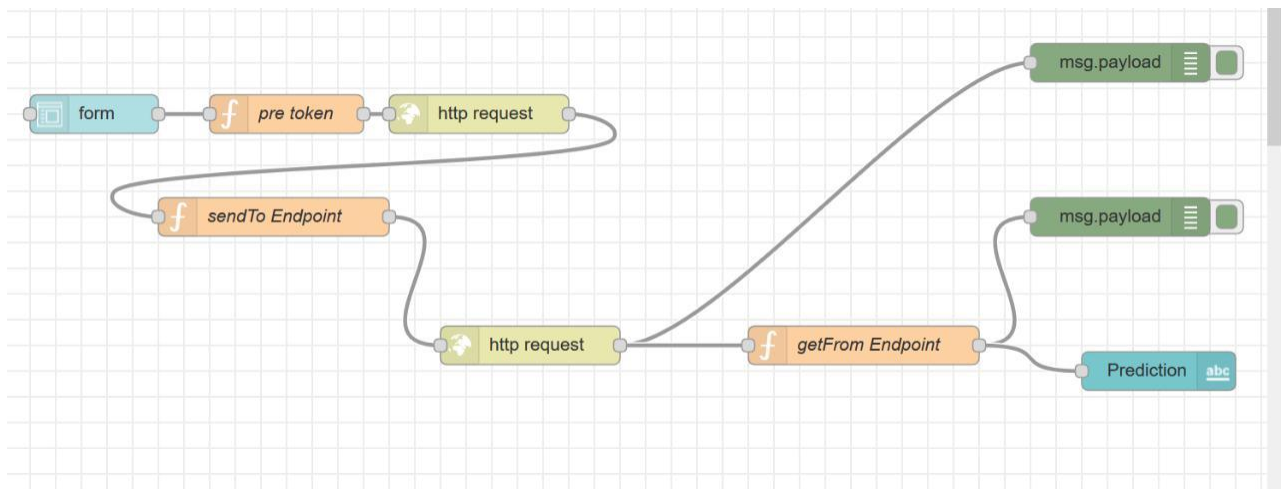 msg.payload
form
pre token
http request
sendTo Endpoint
msg.payload
http request
getFrom Endpoint
Prediction
abc